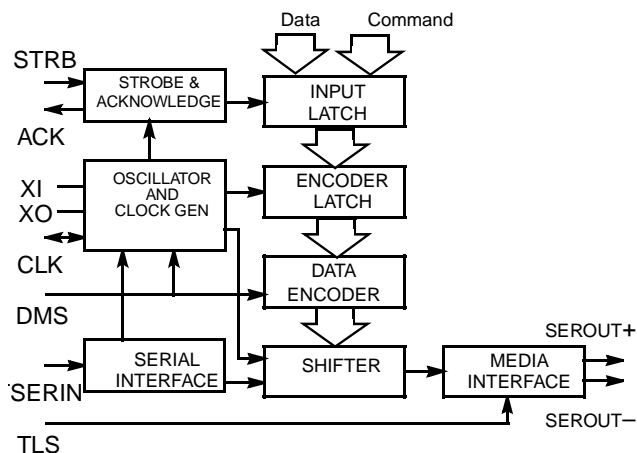 Data
Command
STRB
STROBE &
ACKNOWLEDGE
INPUT
LATCH
ACK
XI
XO
OSCILLATOR
AND
CLOCK GEN
ENCODER
LATCH
CLK
DATA
ENCODER
DMS
SEROUT+
SERIAL
INTERFACE
SHIFTER
MEDIA
INTERFACE
SERIN
SEROUT–
TLS